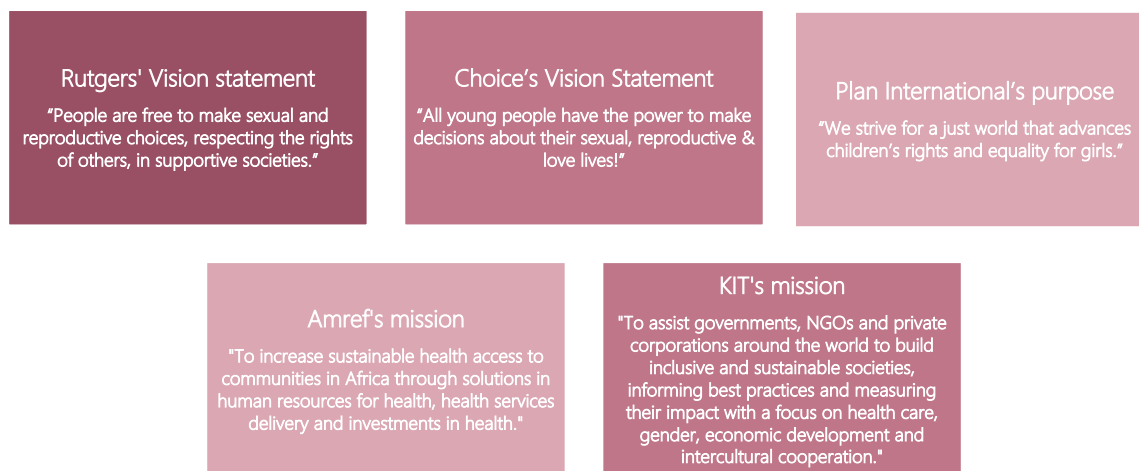 Rutgers' Vision statement
“People are free to make sexual and
reproductive choices, respecting the rights
of others, in supportive societies.”
Choice’s Vision Statement
“All young people have the power to make
decisions about their sexual, reproductive &
love lives!”
Plan International’s purpose
“We strive for a just world that advances
children’s rights and equality for girls.”
Amref's mission
"To increase sustainable health access to
communities in Africa through solutions in
human resources for health, health services
delivery and investments in health."
KIT's mission
"To assist governments, NGOs and private
corporations around the world to build
inclusive and sustainable societies,
informing best practices and measuring
their impact with a focus on health care,
gender, economic development and
intercultural cooperation."